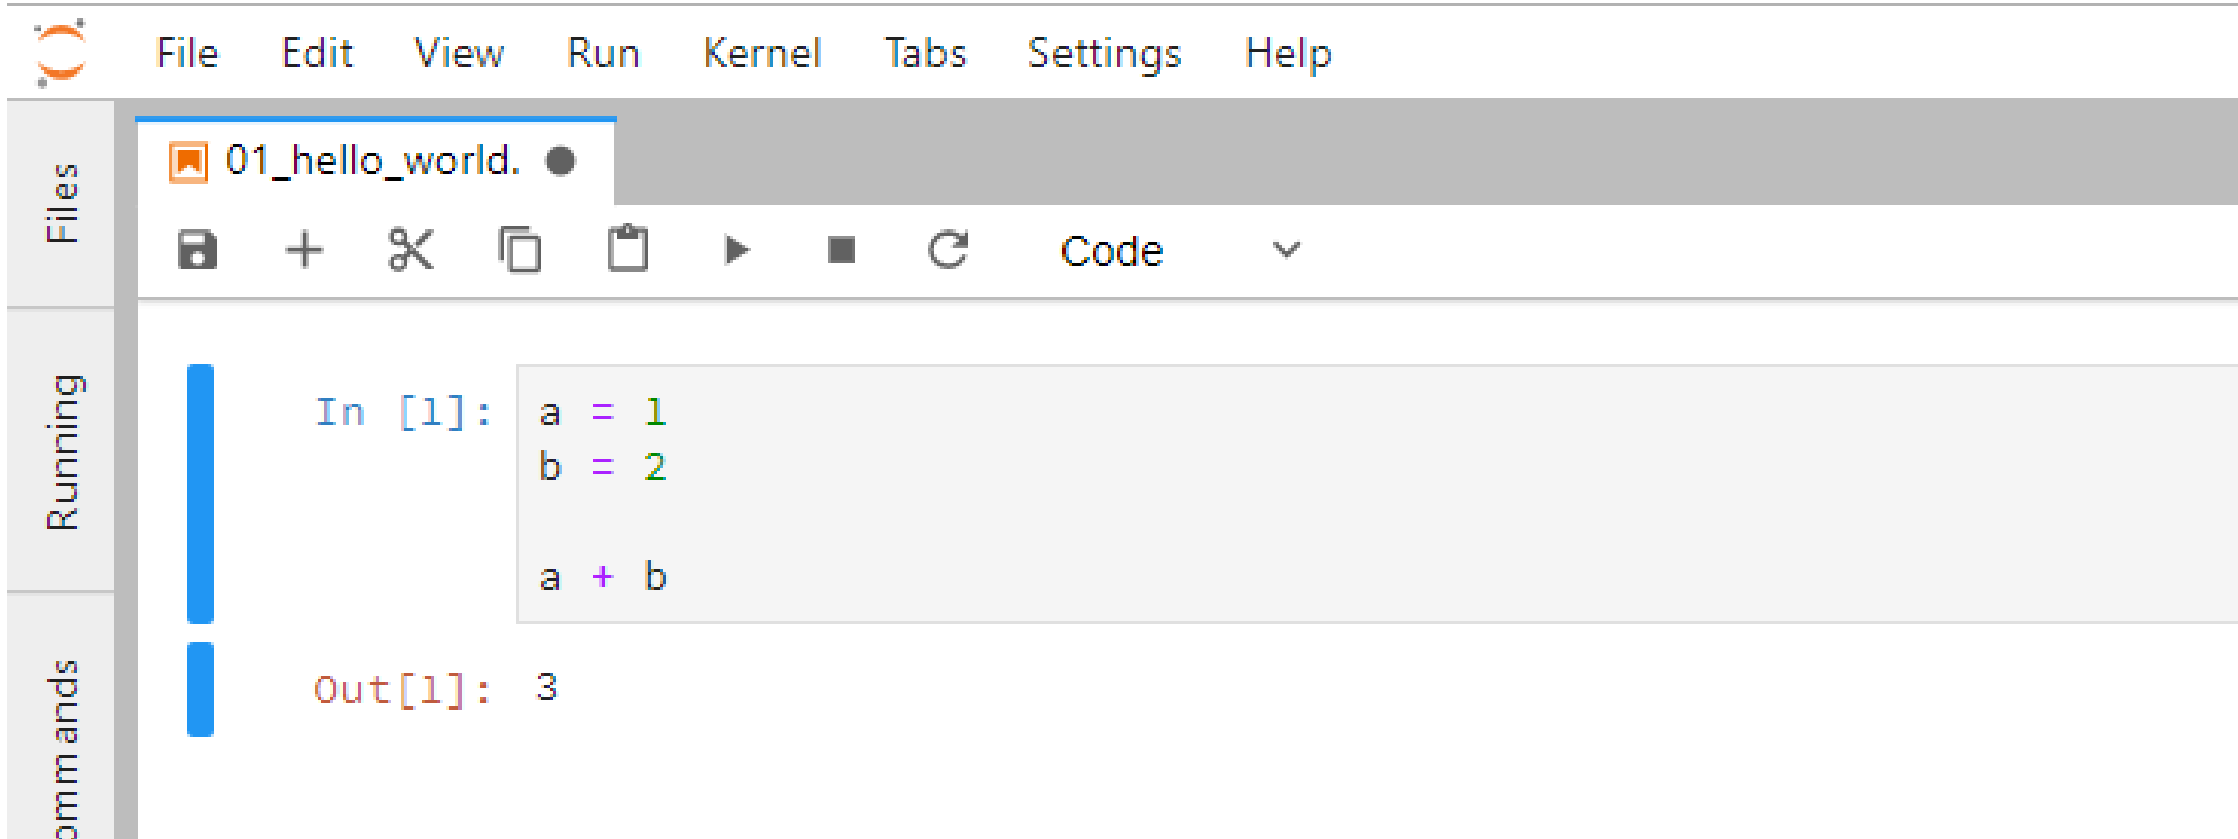 File Edit View Run Kernel Tabs Settings Help
01_hello_world.
Code
Files
Running
In [1]: a = 1
b = 2
a + b
Out[1]: 3